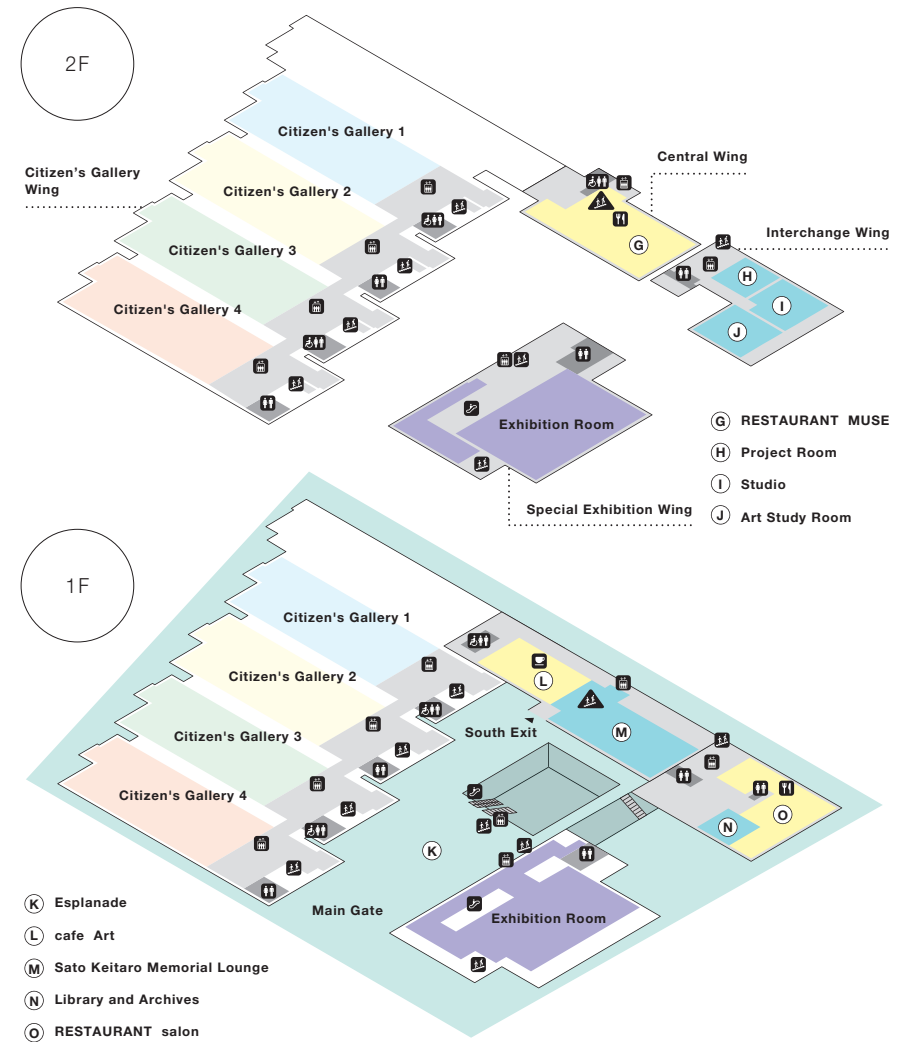 2F
Citizen's Gallery 1
Central Wing
Citizen's Gallery
Wing
Citizen's Gallery 2
Interchange Wing
Citizen's Gallery 3
G
H
I
Citizen's Gallery 4
J
Exhibition Room
G RESTAURANT MUSE
H Project Room
I Studio
J Art Study Room
Special Exhibition Wing
1F
Citizen's Gallery 1
Citizen's Gallery 2
L
South Exit
M
Citizen's Gallery 3
Citizen's Gallery 4
O
N
K
Main Gate
Exhibition Room
K Esplanade
L cafe Art
M Sato Keitaro Memorial Lounge
N Library and Archives
O RESTAURANT salon